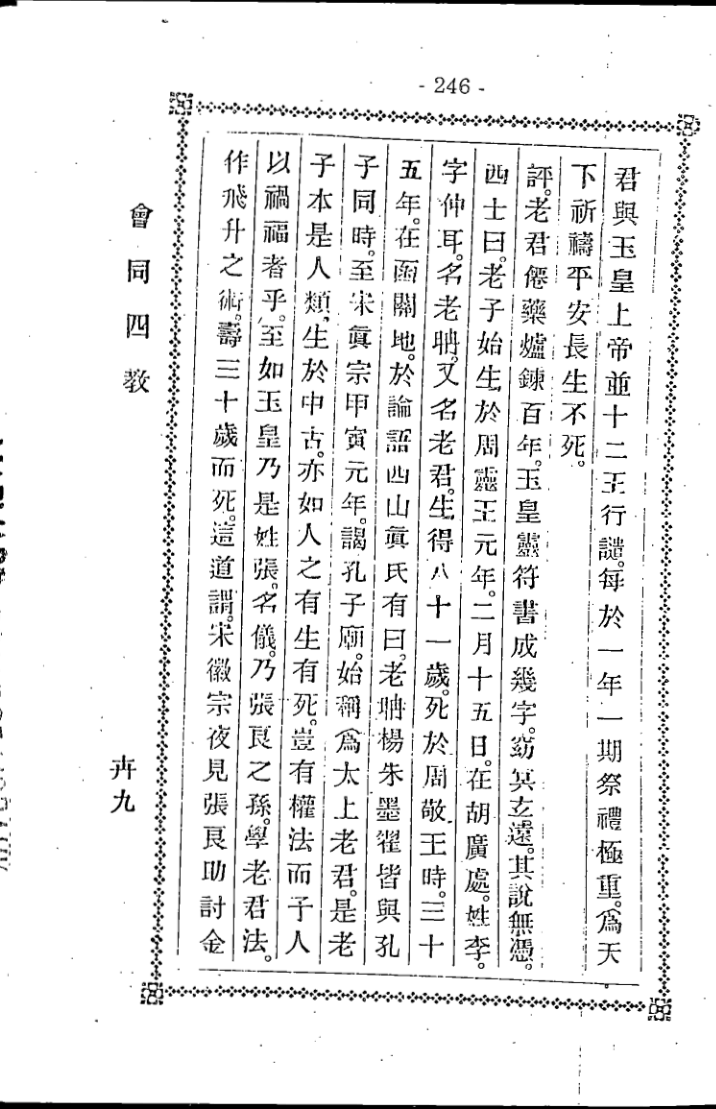 - 246 -
君與玉皇上帝並十二王行譴。每於一年一期祭禮極重。爲天
下祈禱平安長生不死。
評。老君僊藥爐鍊百年。玉皇靈符書成幾字。窈冥玄遠。其說無憑。
西士曰。老子始生於周靈王元年。二月十五日。在胡廣處。姓李。
字仲耳。名老聃。又名老君。生得八十一歲。死於周敬王時。三十
五年。在凾關地。於論語西山眞氏有曰。老聃楊朱墨翟皆與孔
子同時。至宋眞宗甲寅元年。謁孔子廟。始稱爲太上老君。是老
子本是人類。生於中古。亦如人之有生有死。豈有權法而予人
以禍福者乎。至如玉皇乃是姓張。名儀。乃張良之孫。學老君法。
作飛升之術。壽三十歲而死。這道謂。宋徽宗夜見張良助討金
會同四教
卉九